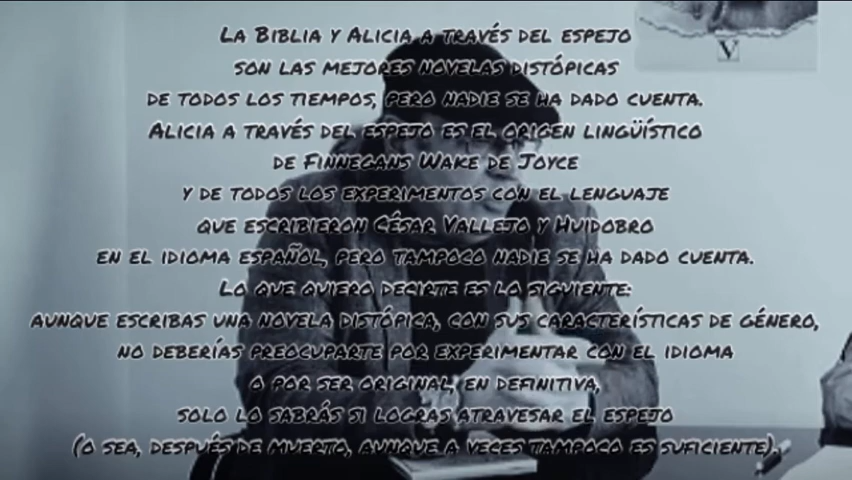 La Biblia y Alicia a través del espejo
son las mejores novelas distópicas
de todos los tiempos, pero nadie se ha dado cuenta.
Alicia a través del espejo es el origen lingüístico
de Finnegans Wake de Joyce
y de todos los experimentos con el lenguaje
que escribieron César Vallejo y Huidobro
en el idioma español, pero tampoco nadie se ha dado cuenta.
Lo que quiero decirte es lo siguiente:
aunque escribas una novela distópica, con sus características de género,
no deberías preocuparte por experimentar con el idioma
o por ser original, en definitiva,
solo lo sabrás si logras atravesar el espejo
(o sea, después de muerto, aunque a veces tampoco es suficiente).
V